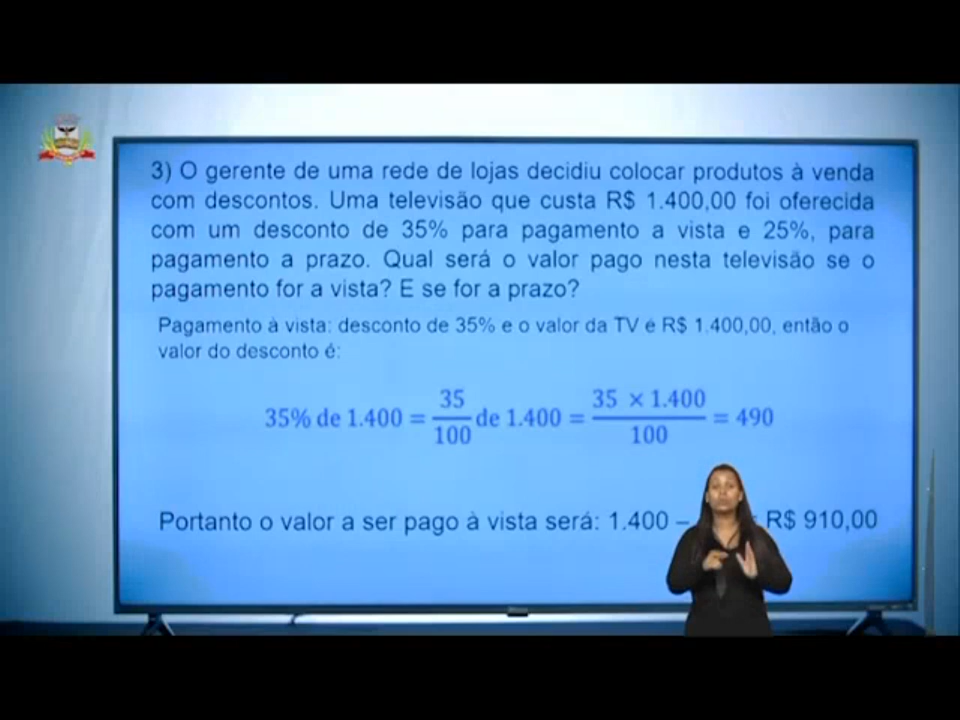 3) O gerente de uma rede de lojas decidiu colocar produtos à venda
com descontos. Uma televisão que custa R$ 1.400,00 foi oferecida
com um desconto de 35% para pagamento a vista e 25%, para
pagamento a prazo. Qual será o valor pago nesta televisão se o
pagamento for a vista? E se for a prazo?
Pagamento à vista: desconto de 35% e o valor da TV é R$ 1.400,00, então o
valor do desconto é:
35% de 1.400 = 35/100 de 1.400 = 35 × 1.400/100 = 490
Portanto o valor a ser pago à vista será: 1.400 – R$ 910,00